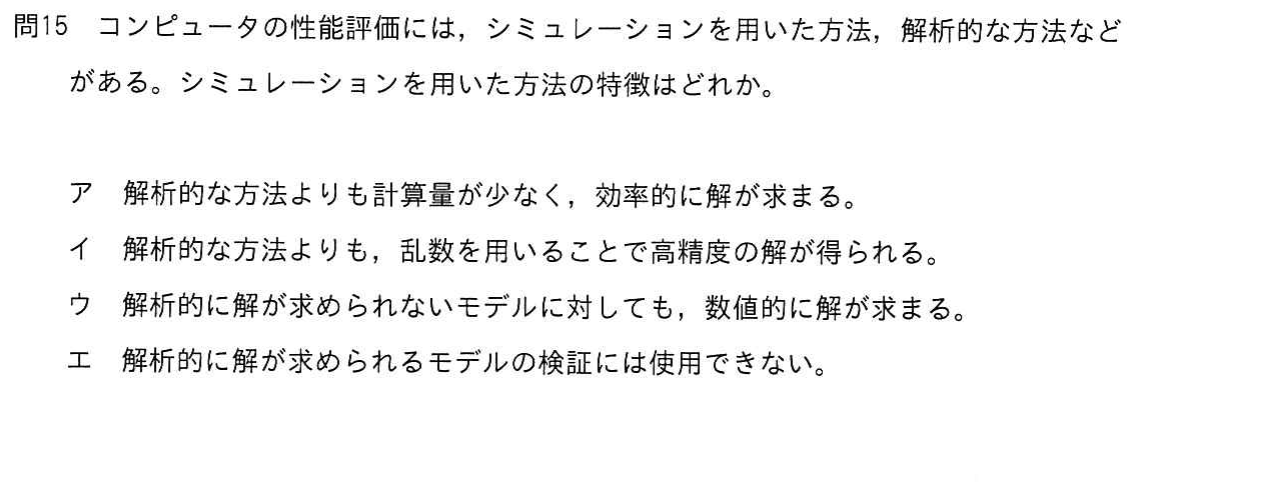 問15 コンピュータの性能評価には，シミュレーションを用いた方法，解析的な方法など
がある。シミュレーションを用いた方法の特徴はどれか。
ア 解析的な方法よりも計算量が少なく，効率的に解が求まる。
イ 解析的な方法よりも，乱数を用いることで高精度の解が得られる。
ウ 解析的に解が求められないモデルに対しても，数値的に解が求まる。
エ 解析的に解が求められるモデルの検証には使用できない。